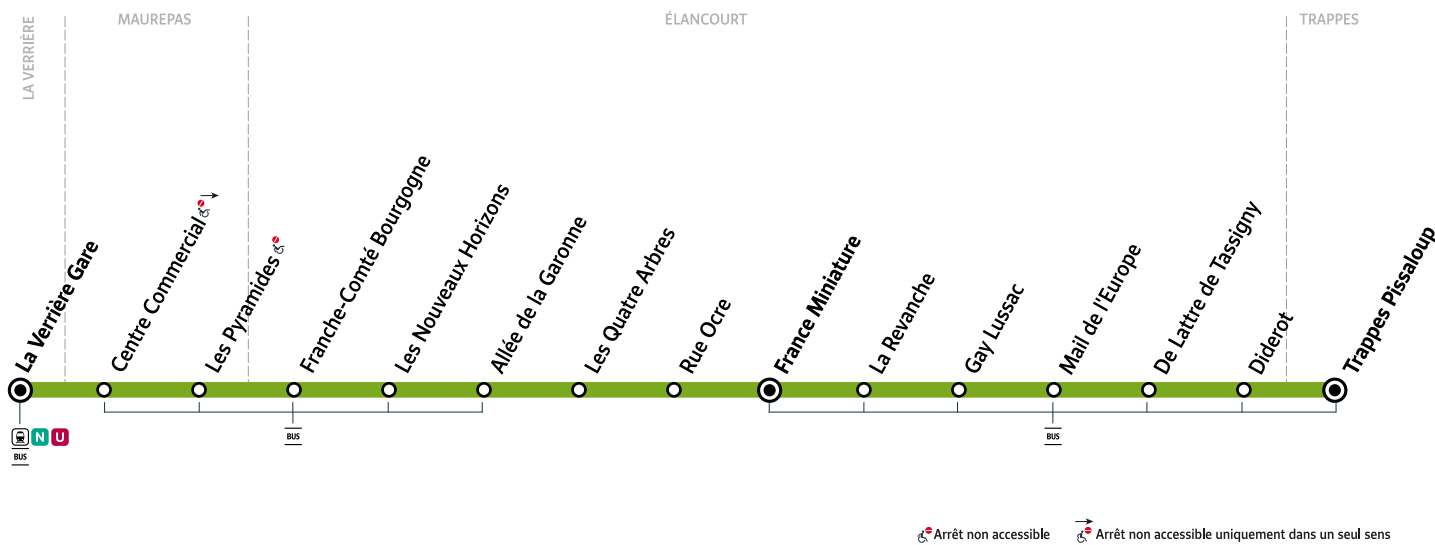 LA VERRIÈRE
MAUREPAS
ÉLANCOURT
TRAPPES
La Verrière Gare
Centre Commercial
Les Pyramides
Franche-Comté Bourgogne
Les Nouveaux Horizons
Allée de la Garonne
Les Quatre Arbres
Rue Ocre
France Miniature
La Revanche
Gay Lussac
Mail de l'Europe
De Lattre de Tassigny
Diderot
Trappes Pissaloup
N U
BUS
BUS
BUS
Arrêt non accessible
Arrêt non accessible uniquement dans un seul sens